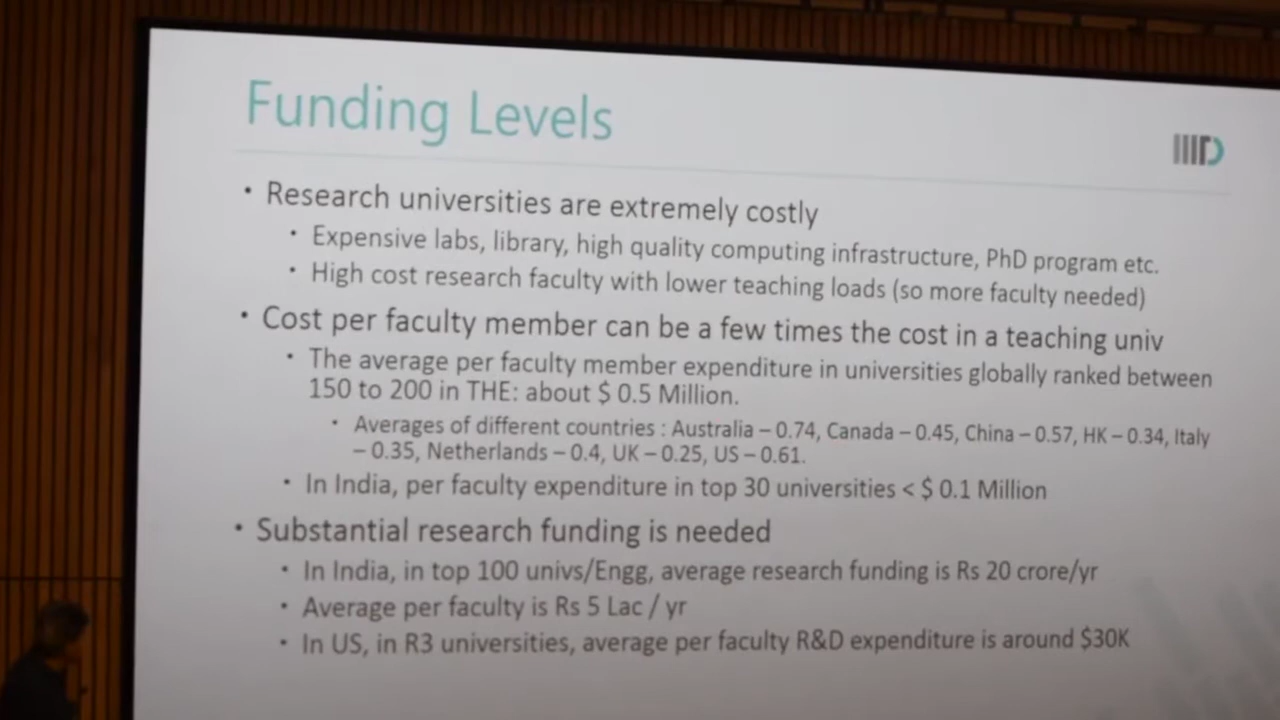 Funding Levels
IIITD
• Research universities are extremely costly
• Expensive labs, library, high quality computing infrastructure, PhD program etc.
• High cost research faculty with lower teaching loads (so more faculty needed)
• Cost per faculty member can be a few times the cost in a teaching univ
• The average per faculty member expenditure in universities globally ranked between
150 to 200 in THE: about $ 0.5 Million.
• Averages of different countries : Australia – 0.74, Canada – 0.45, China – 0.57, HK – 0.34, Italy
– 0.35, Netherlands – 0.4, UK – 0.25, US – 0.61.
• In India, per faculty expenditure in top 30 universities < $ 0.1 Million
• Substantial research funding is needed
• In India, in top 100 univs/Engg, average research funding is Rs 20 crore/yr
• Average per faculty is Rs 5 Lac / yr
• In US, in R3 universities, average per faculty R&D expenditure is around $30K